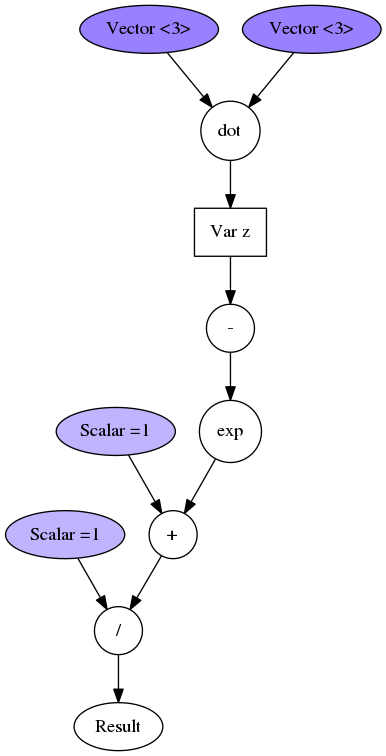 Vector <3>
Vector <3>
dot
Var z
-
exp
Scalar =1
Scalar =1
+
/
Result